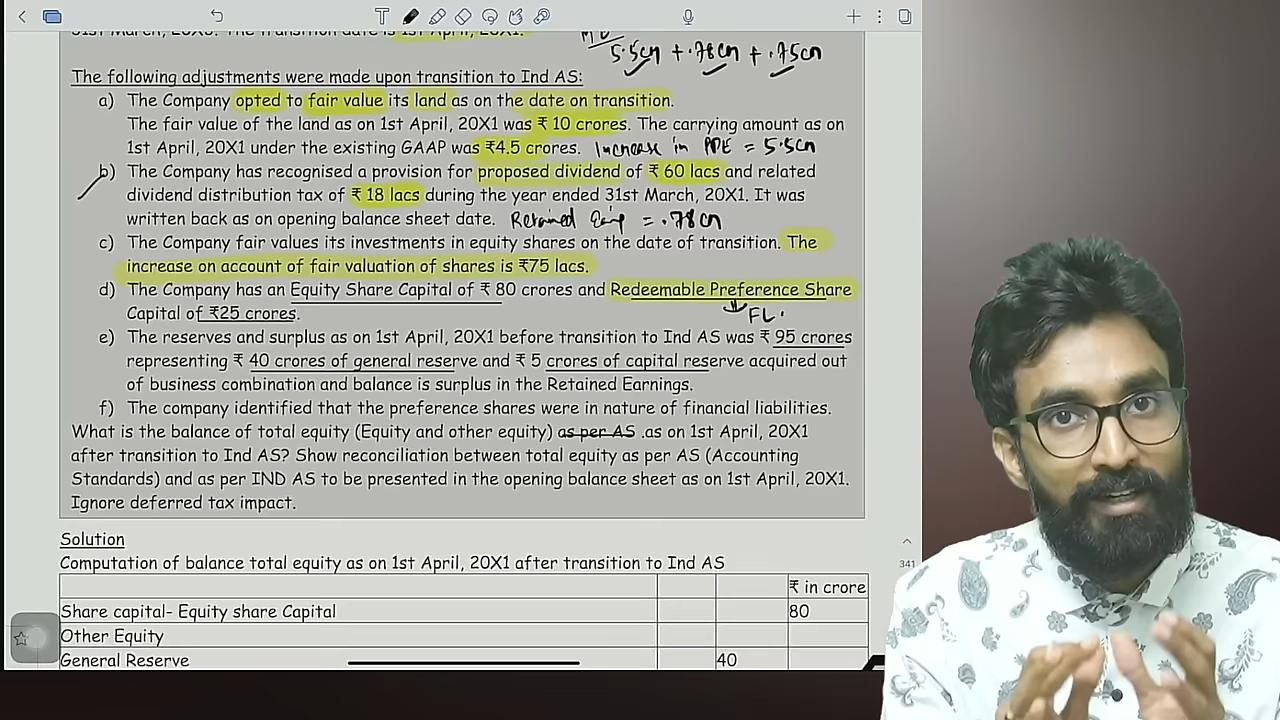 5.5cn + .78cn + .75cn
The following adjustments were made upon transition to Ind AS:
a) The Company opted to fair value its land as on the date on transition.
The fair value of the land as on 1st April, 20X1 was ₹ 10 crores. The carrying amount as on
1st April, 20X1 under the existing GAAP was ₹4.5 crores. Increase in PPE = 5.5cn
b) The Company has recognised a provision for proposed dividend of ₹ 60 lacs and related
dividend distribution tax of ₹ 18 lacs during the year ended 31st March, 20X1. It was
written back as on opening balance sheet date. Retained = .78cn
c) The Company fair values its investments in equity shares on the date of transition. The
increase on account of fair valuation of shares is ₹75 lacs.
d) The Company has an Equity Share Capital of ₹ 80 crores and Redeemable Preference Share
Capital of ₹25 crores. FL.
e) The reserves and surplus as on 1st April, 20X1 before transition to Ind AS was ₹ 95 crores
representing ₹ 40 crores of general reserve and ₹ 5 crores of capital reserve acquired out
of business combination and balance is surplus in the Retained Earnings.
f) The company identified that the preference shares were in nature of financial liabilities.
What is the balance of total equity (Equity and other equity) as per AS .as on 1st April, 20X1
after transition to Ind AS? Show reconciliation between total equity as per AS (Accounting
Standards) and as per IND AS to be presented in the opening balance sheet as on 1st April, 20X1.
Ignore deferred tax impact.
Solution
341
Computation of balance total equity as on 1st April, 20X1 after transition to Ind AS
₹ in crore
Share capital- Equity share Capital 80
Other Equity
General Reserve 40